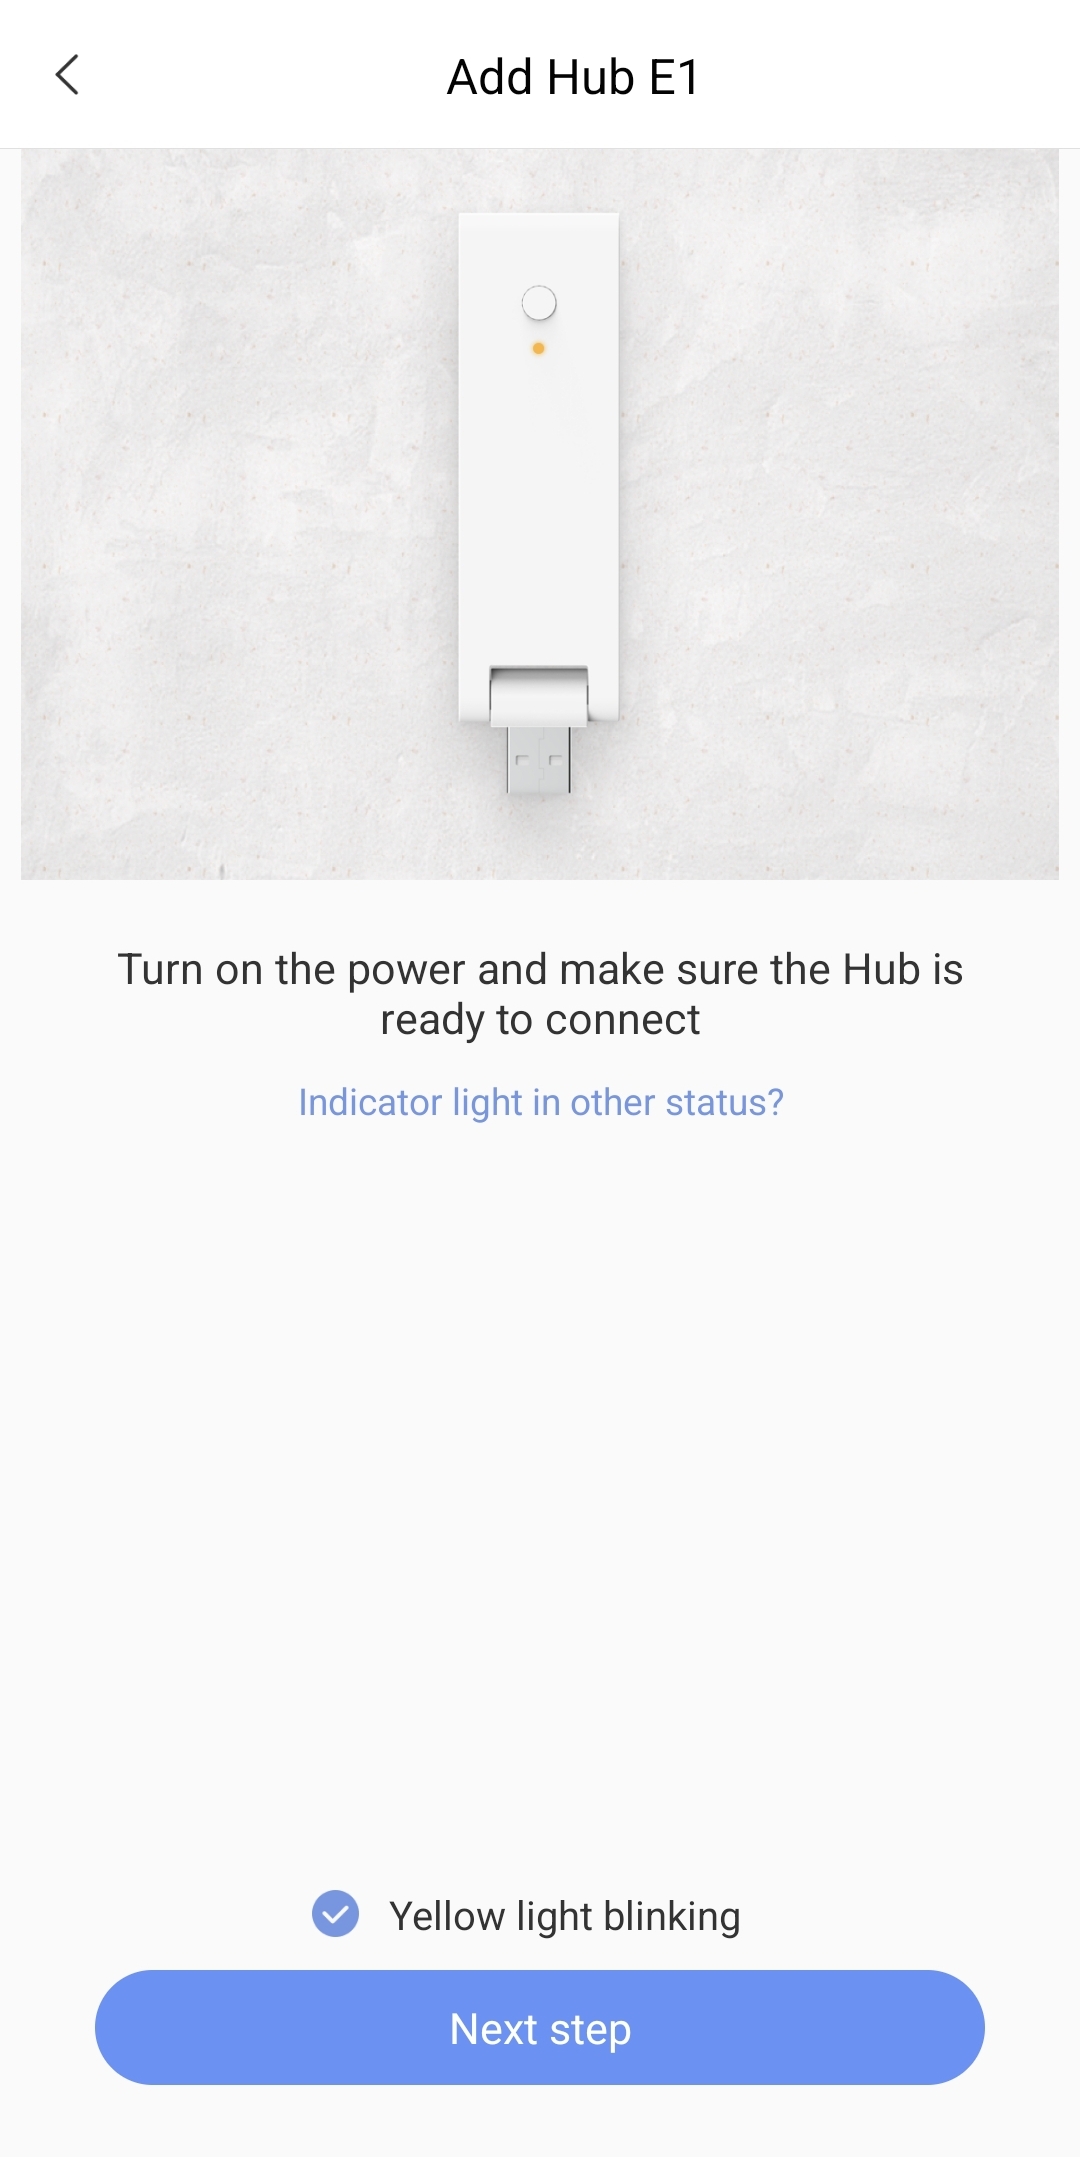 Add Hub E1
Turn on the power and make sure the Hub is
ready to connect
Indicator light in other status?
Yellow light blinking
Next step